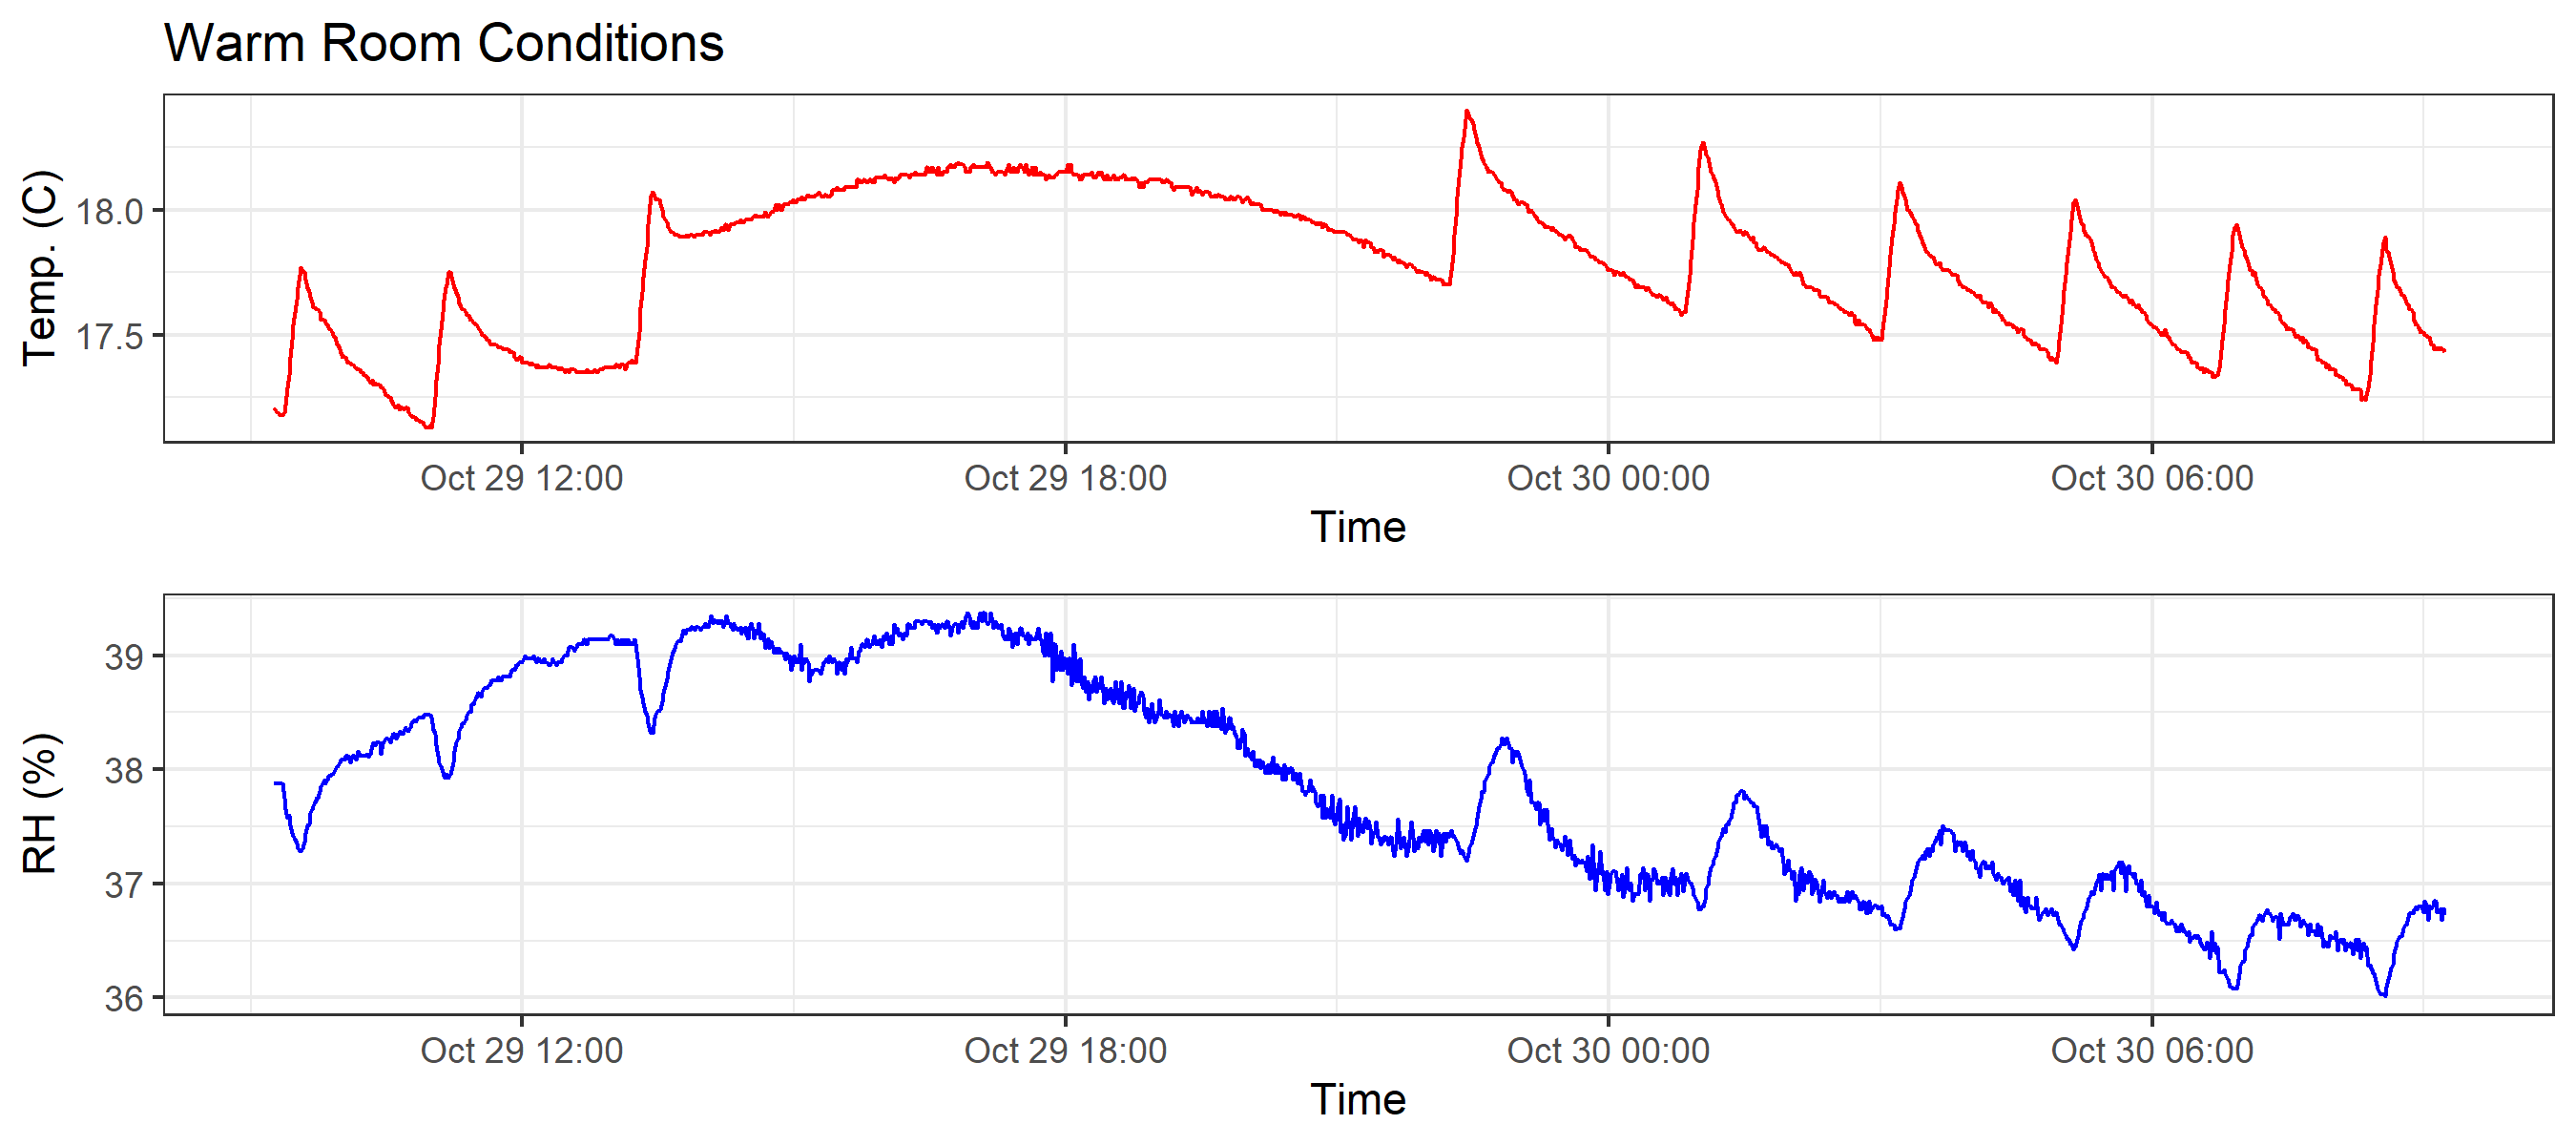 Warm Room Conditions
Temp. (C)
18.0
17.5
Oct 29 12:00 Oct 29 18:00 Oct 30 00:00 Oct 30 06:00
Time
RH (%)
39
38
37
36
Oct 29 12:00 Oct 29 18:00 Oct 30 00:00 Oct 30 06:00
Time